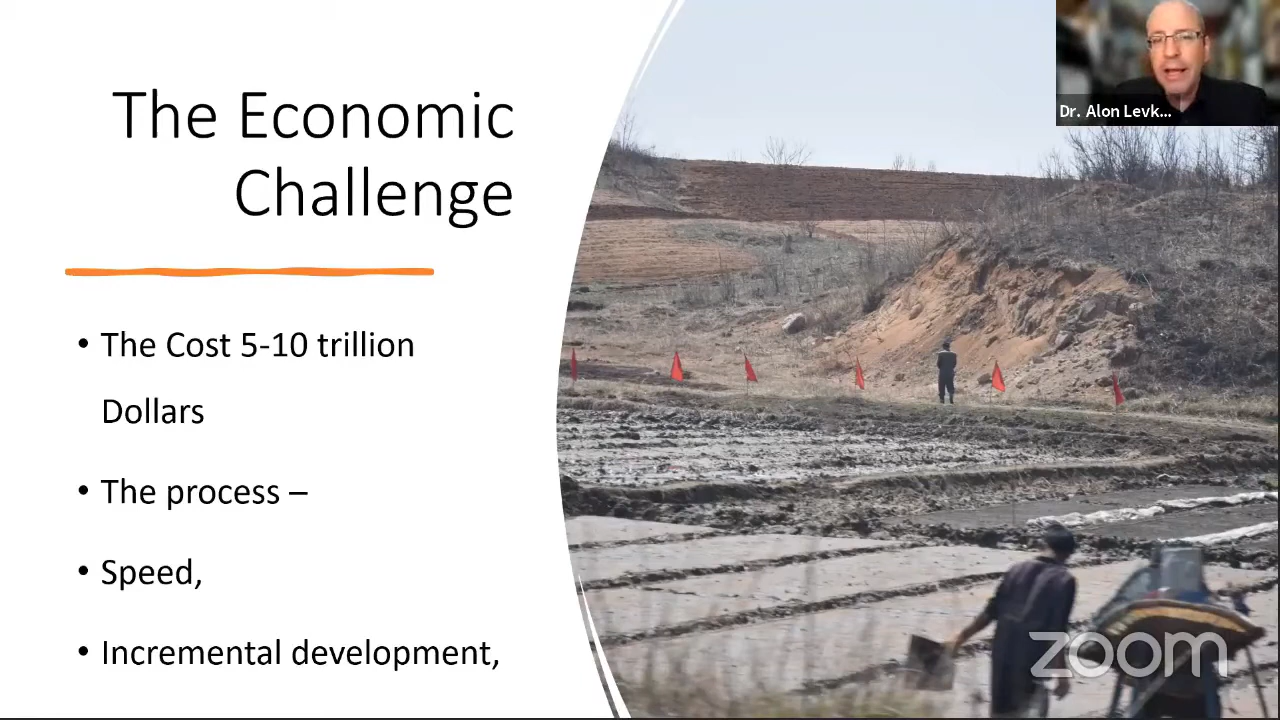 The Economic
Challenge
• The Cost 5-10 trillion
Dollars
• The process –
• Speed,
• Incremental development,
Dr. Alon Levk...
zoom